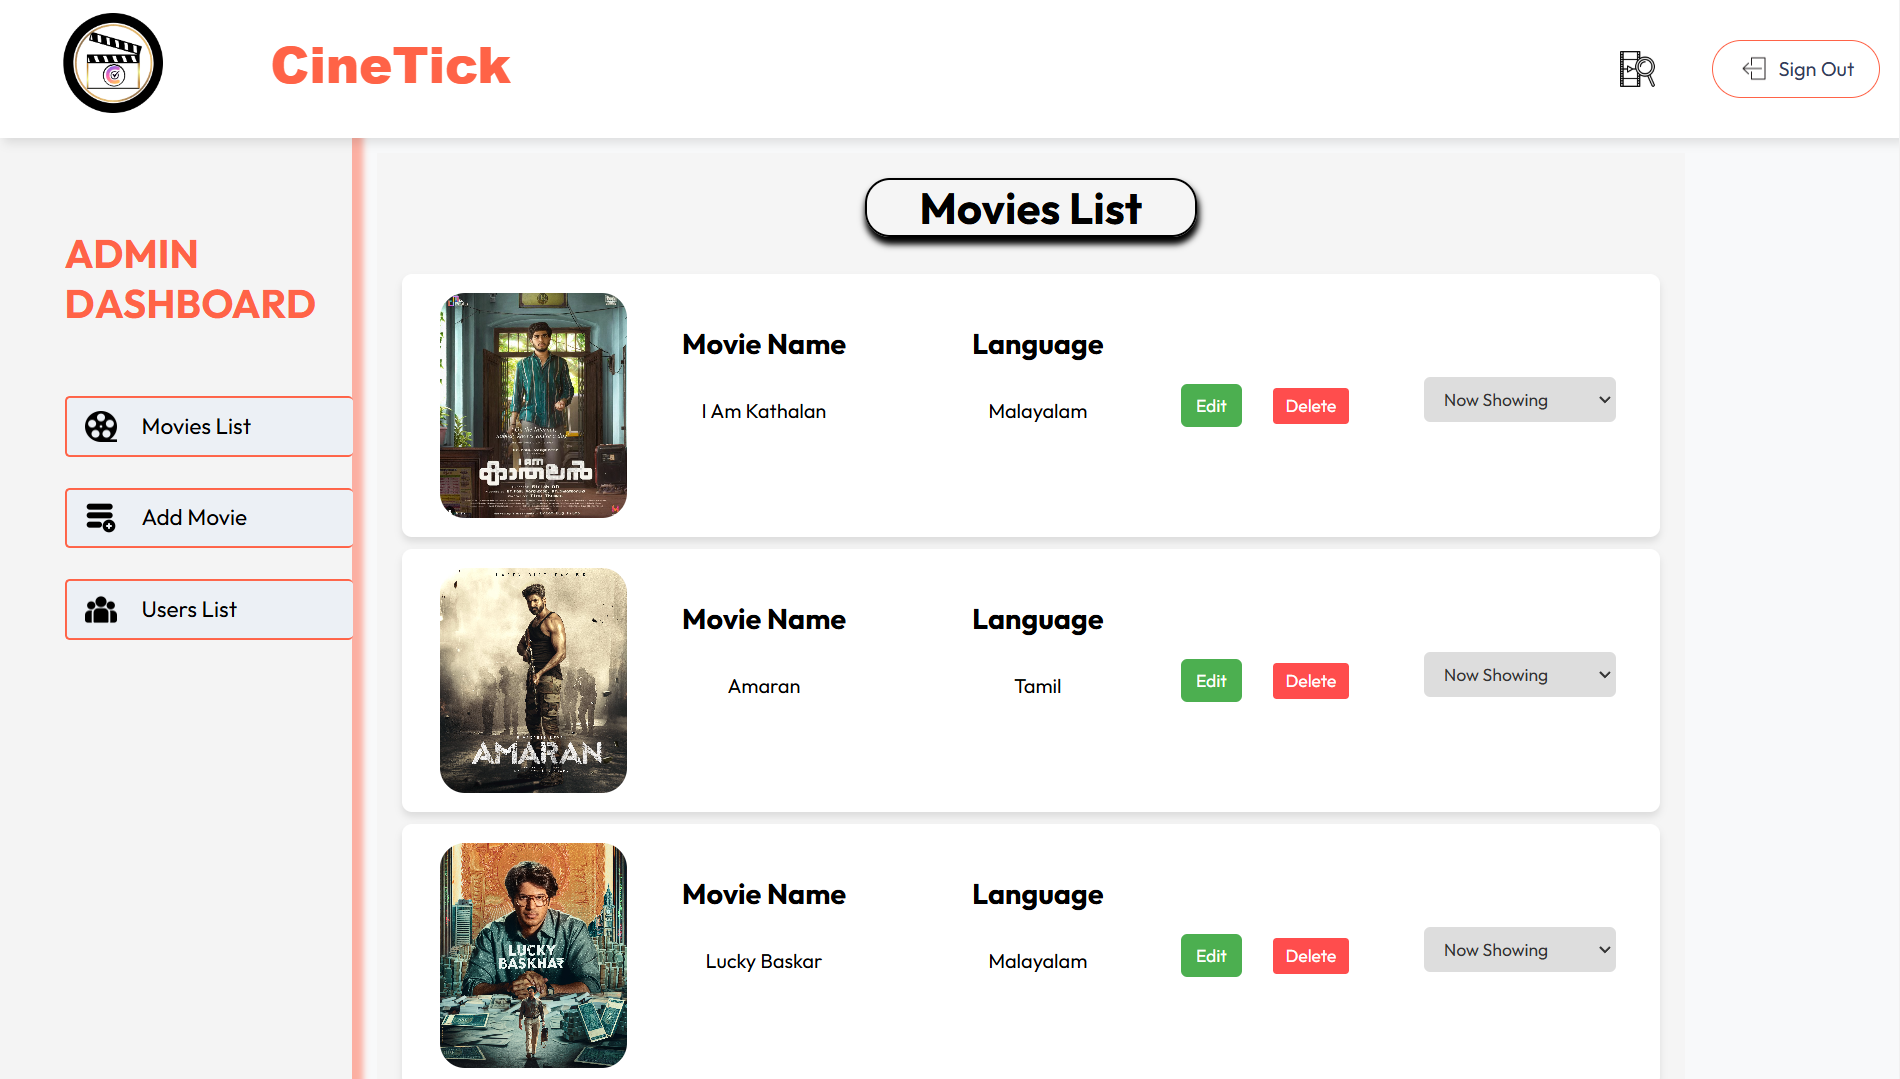 CineTick
Sign Out
ADMIN
DASHBOARD
Movies List
Add Movie
Users List
Movies List
Movie Name
Language
I Am Kathalan
Malayalam
Edit
Delete
Now Showing
I AM
കാതലൻ
Movie Name
Language
Amaran
Tamil
Edit
Delete
Now Showing
AMARAN
Movie Name
Language
Lucky Baskar
Malayalam
Edit
Delete
Now Showing
LUCKY
BASKHAR